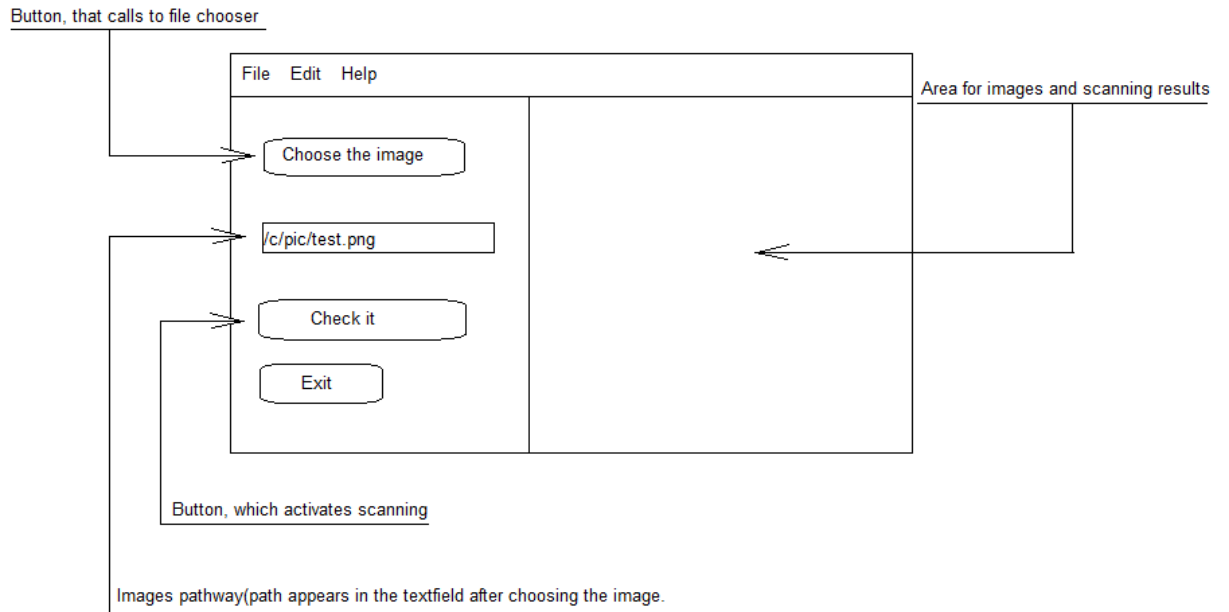 Button, that calls to file chooser
File Edit Help
Area for images and scanning results
Choose the image
/c/pic/test.png
Check it
Exit
Button, which activates scanning
Images pathway(path appears in the textfield after choosing the image.